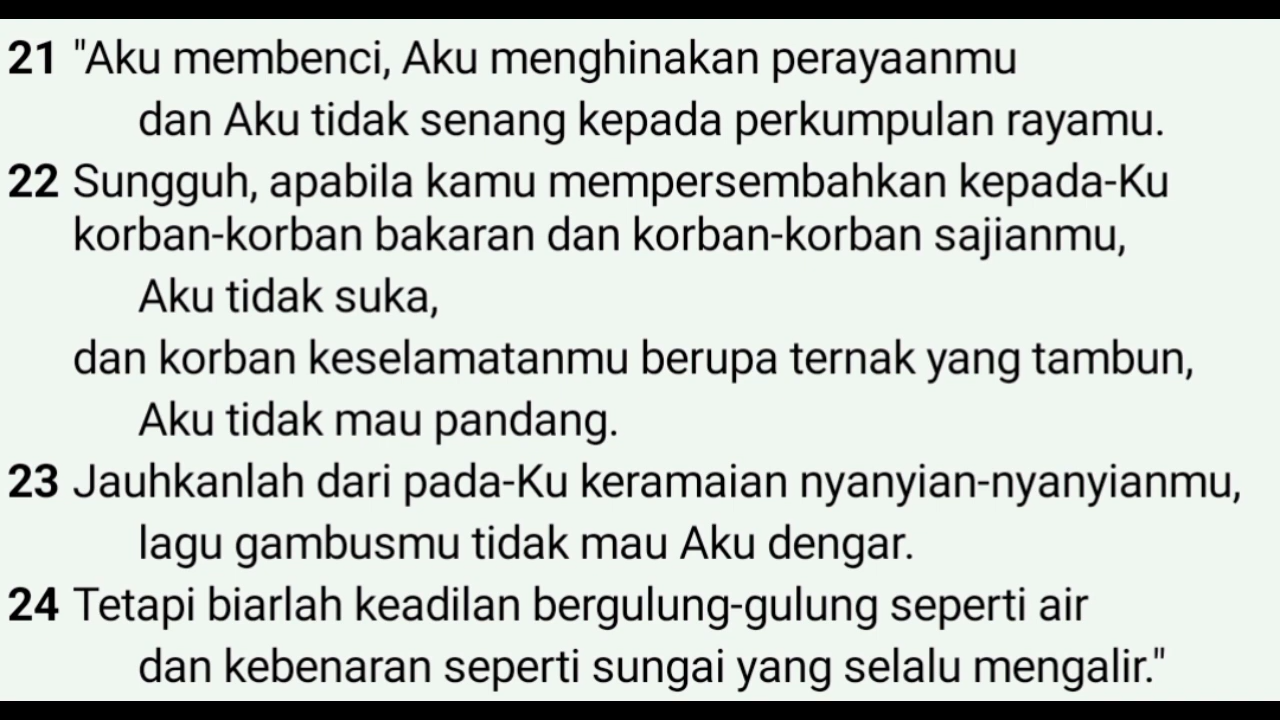 21 "Aku membenci, Aku menghinakan perayaanmu
dan Aku tidak senang kepada perkumpulan rayamu.
22 Sungguh, apabila kamu mempersembahkan kepada-Ku
korban-korban bakaran dan korban-korban sajianmu,
Aku tidak suka,
dan korban keselamatanmu berupa ternak yang tambun,
Aku tidak mau pandang.
23 Jauhkanlah dari pada-Ku keramaian nyanyian-nyanyianmu,
lagu gambusmu tidak mau Aku dengar.
24 Tetapi biarlah keadilan bergulung-gulung seperti air
dan kebenaran seperti sungai yang selalu mengalir."